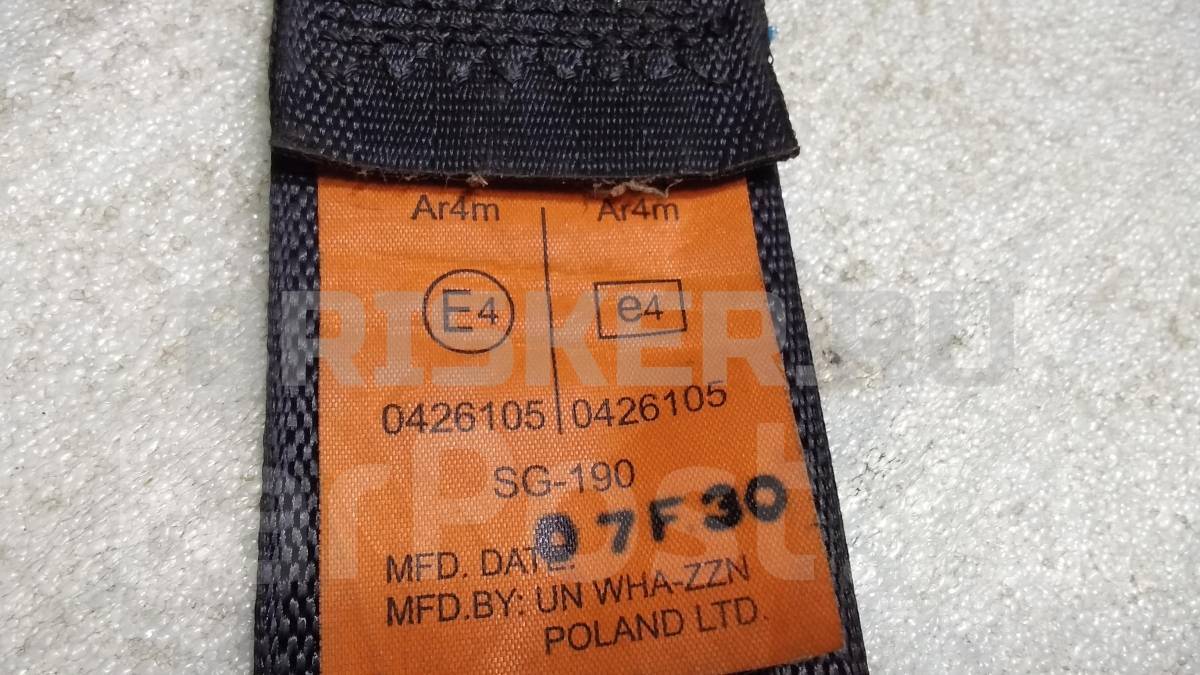 Ar4m Ar4m
E4 e4
0426105 0426105
SG-190
07F30
MFD. DATE:
MFD.BY: UN WHA-ZZN
POLAND LTD.